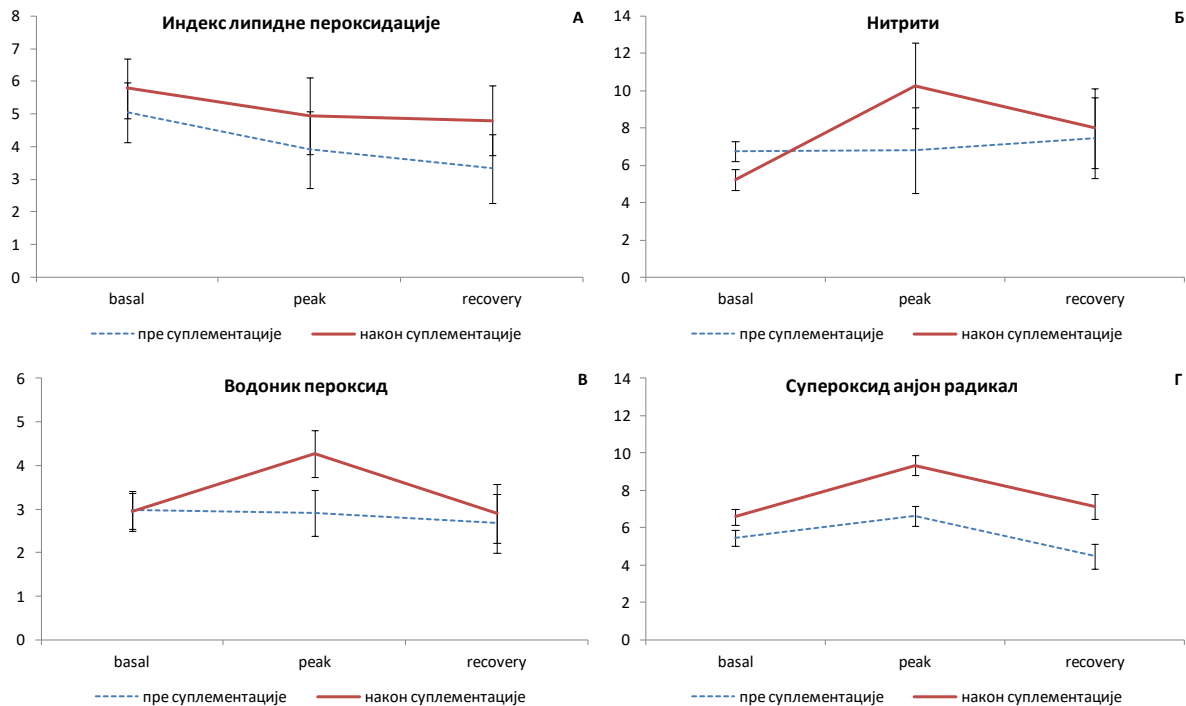 Индекс липидне пероксидације
А
8
7
6
5
4
3
2
1
0
basal peak recovery
пре суплементације након суплементације
Нитрити
Б
14
12
10
8
6
4
2
0
basal peak recovery
пре суплементације након суплементације
Водоник пероксид
В
6
5
4
3
2
1
0
basal peak recovery
пре суплементације након суплементације
Супероксид анјон радикал
Г
14
12
10
8
6
4
2
0
basal peak recovery
пре суплементације након суплементације